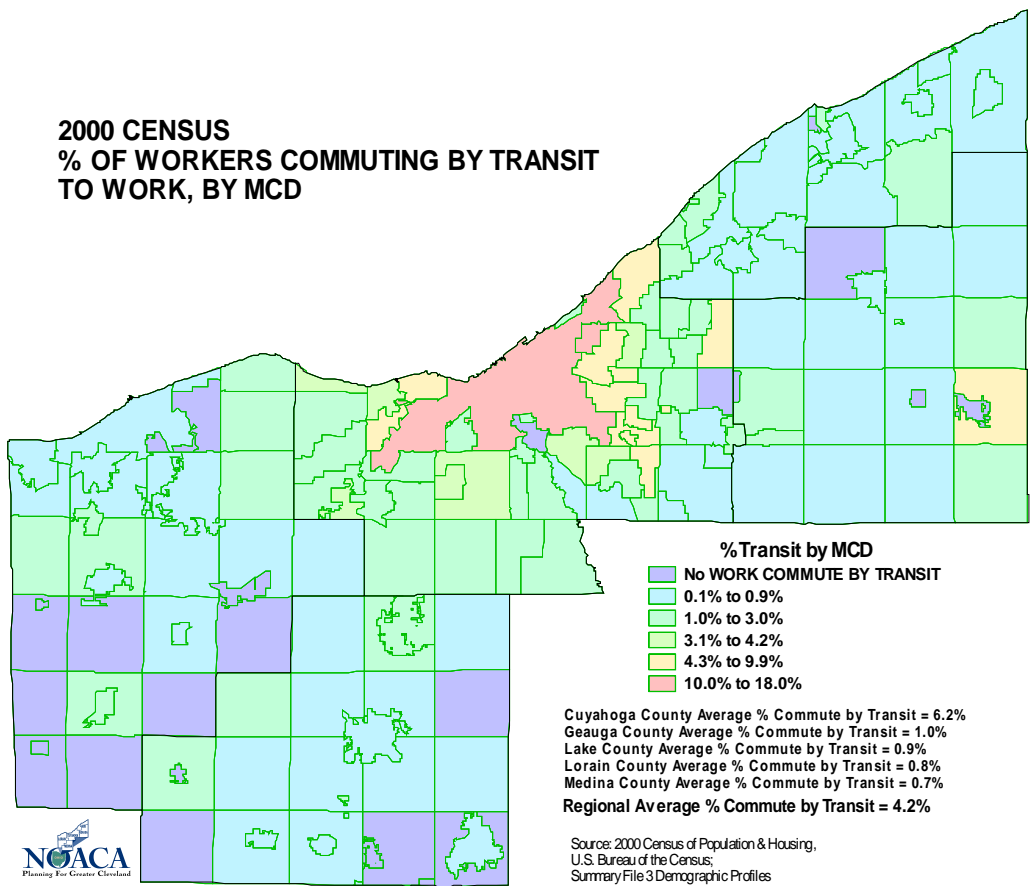 2000 CENSUS
% OF WORKERS COMMUTING BY TRANSIT
TO WORK, BY MCD
% Transit by MCD
No WORK COMMUTE BY TRANSIT
0.1% to 0.9%
1.0% to 3.0%
3.1% to 4.2%
4.3% to 9.9%
10.0% to 18.0%
Cuyahoga County Average % Commute by Transit = 6.2%
Geauga County Average % Commute by Transit = 1.0%
Lake County Average % Commute by Transit = 0.9%
Lorain County Average % Commute by Transit = 0.8%
Medina County Average % Commute by Transit = 0.7%
Regional Average % Commute by Transit = 4.2%
Source: 2000 Census of Population & Housing,
U.S. Bureau of the Census;
Summary File 3 Demographic Profiles
NOACA
Planning For Greater Cleveland